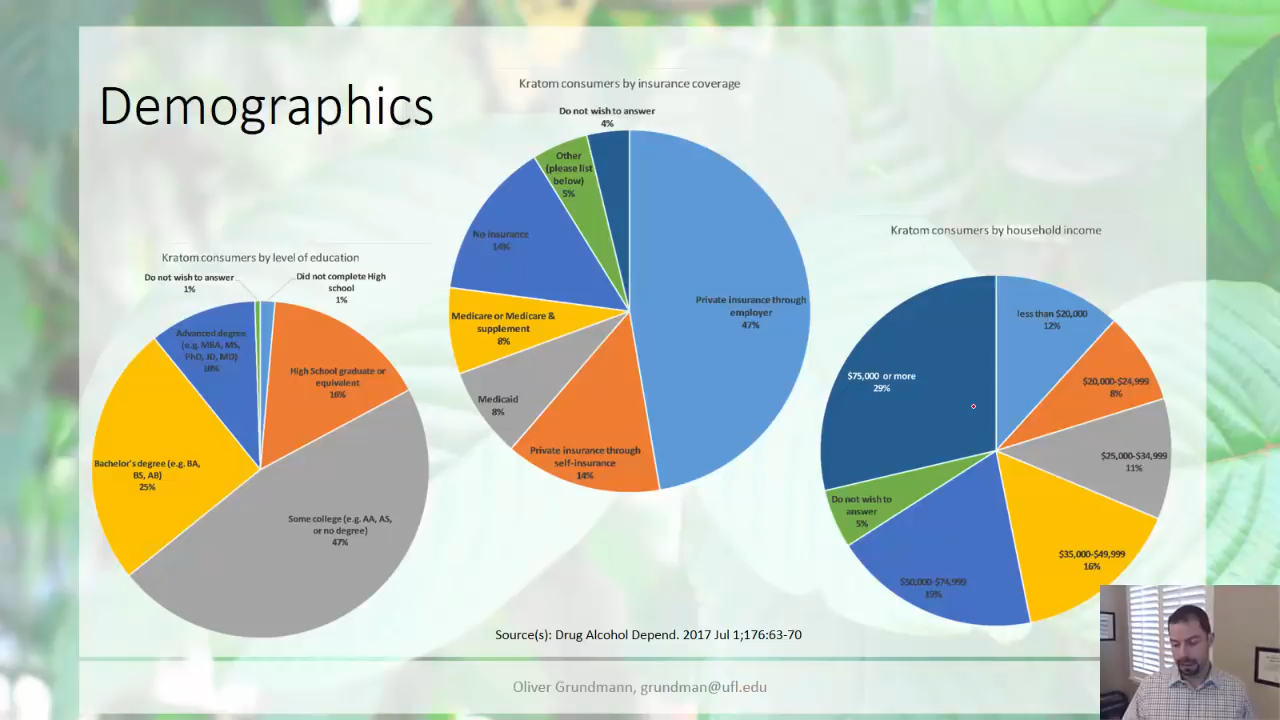 Demographics
Kratom consumers by insurance coverage
Do not wish to answer
4%
Other
(please list
below)
5%
No insurance
14%
Medicare or Medicare &
supplement
8%
Medicaid
8%
Private insurance through
self-insurance
14%
Private insurance through
employer
47%
Kratom consumers by level of education
Do not wish to answer
1%
Did not complete High
school
1%
Advanced degree
(e.g. MBA, MS,
PhD, JD, MD)
10%
High School graduate or
equivalent
16%
Bachelor's degree (e.g. BA,
BS, AB)
25%
Some college (e.g. AA, AS,
or no degree)
47%
Kratom consumers by household income
less than $20,000
12%
$20,000-$24,999
8%
$25,000-$34,999
11%
$35,000-$49,999
16%
$50,000-$74,999
19%
Do not wish to
answer
5%
$75,000 or more
29%
Source(s): Drug Alcohol Depend. 2017 Jul 1;176:63-70
Oliver Grundmann, grundman@ufl.edu